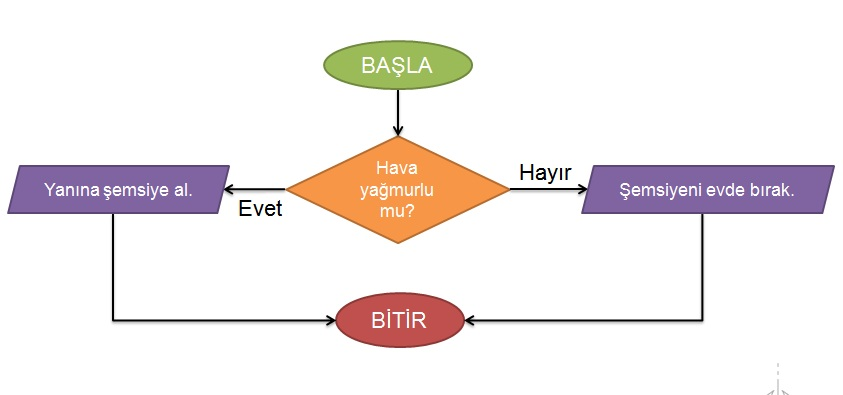 BAŞLA
Hava
yağmurlu
mu?
Evet
Yanına şemsiye al.
Hayır
Şemsiyeni evde bırak.
BİTİR